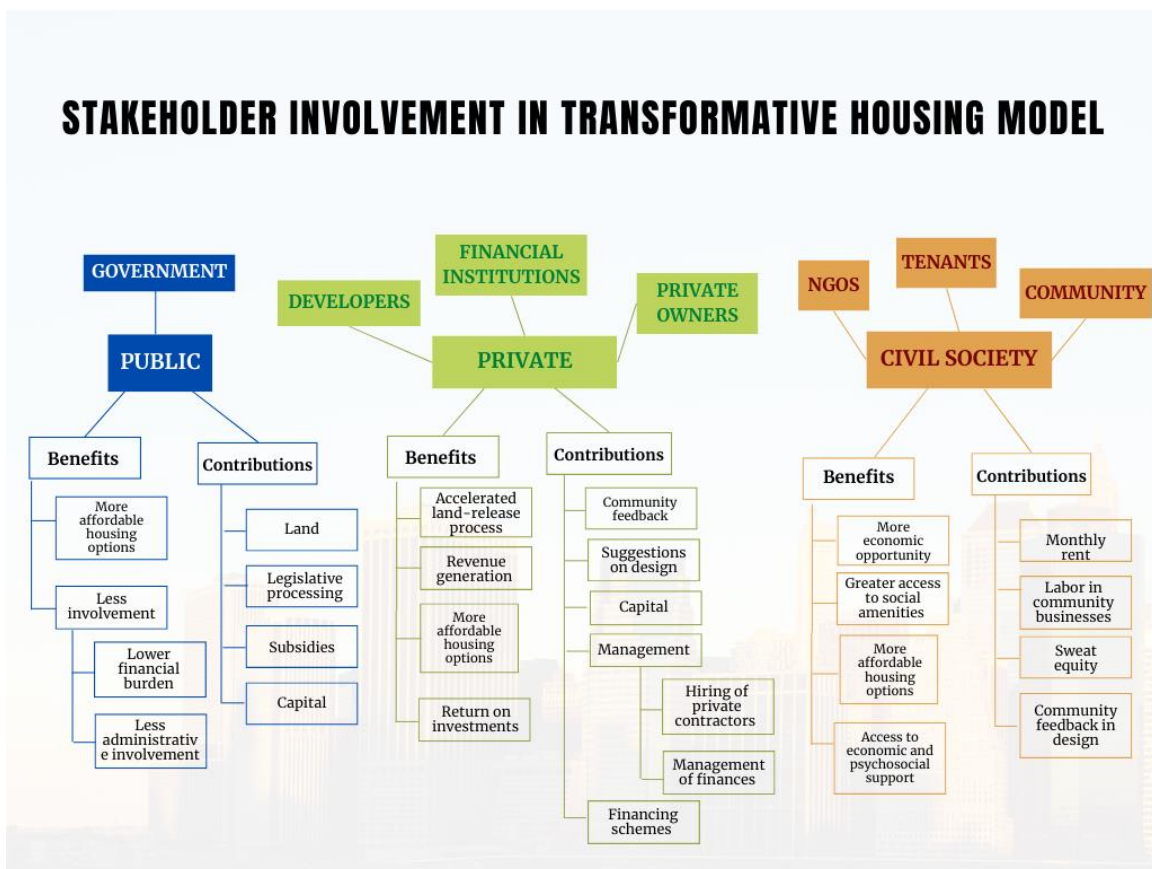 STAKEHOLDER INVOLVEMENT IN TRANSFORMATIVE HOUSING MODEL
GOVERNMENT
PUBLIC
Benefits
More
affordable
housing
options
Less
involvement
Lower
financial
burden
Less
administrativ
e involvement
Contributions
Land
Legislative
processing
Subsidies
Capital
DEVELOPERS
FINANCIAL
INSTITUTIONS
PRIVATE
OWNERS
PRIVATE
Benefits
Accelerated
land-release
process
Revenue
generation
More
affordable
housing
options
Return on
investments
Contributions
Community
feedback
Suggestions
on design
Capital
Management
Hiring of
private
contractors
Management
of finances
Financing
schemes
NGOS
TENANTS
COMMUNITY
CIVIL SOCIETY
Benefits
More
economic
opportunity
Greater access
to social
amenities
More
affordable
housing
options
Access to
economic and
psychosocial
support
Contributions
Monthly
rent
Labor in
community
businesses
Sweat
equity
Community
feedback in
design